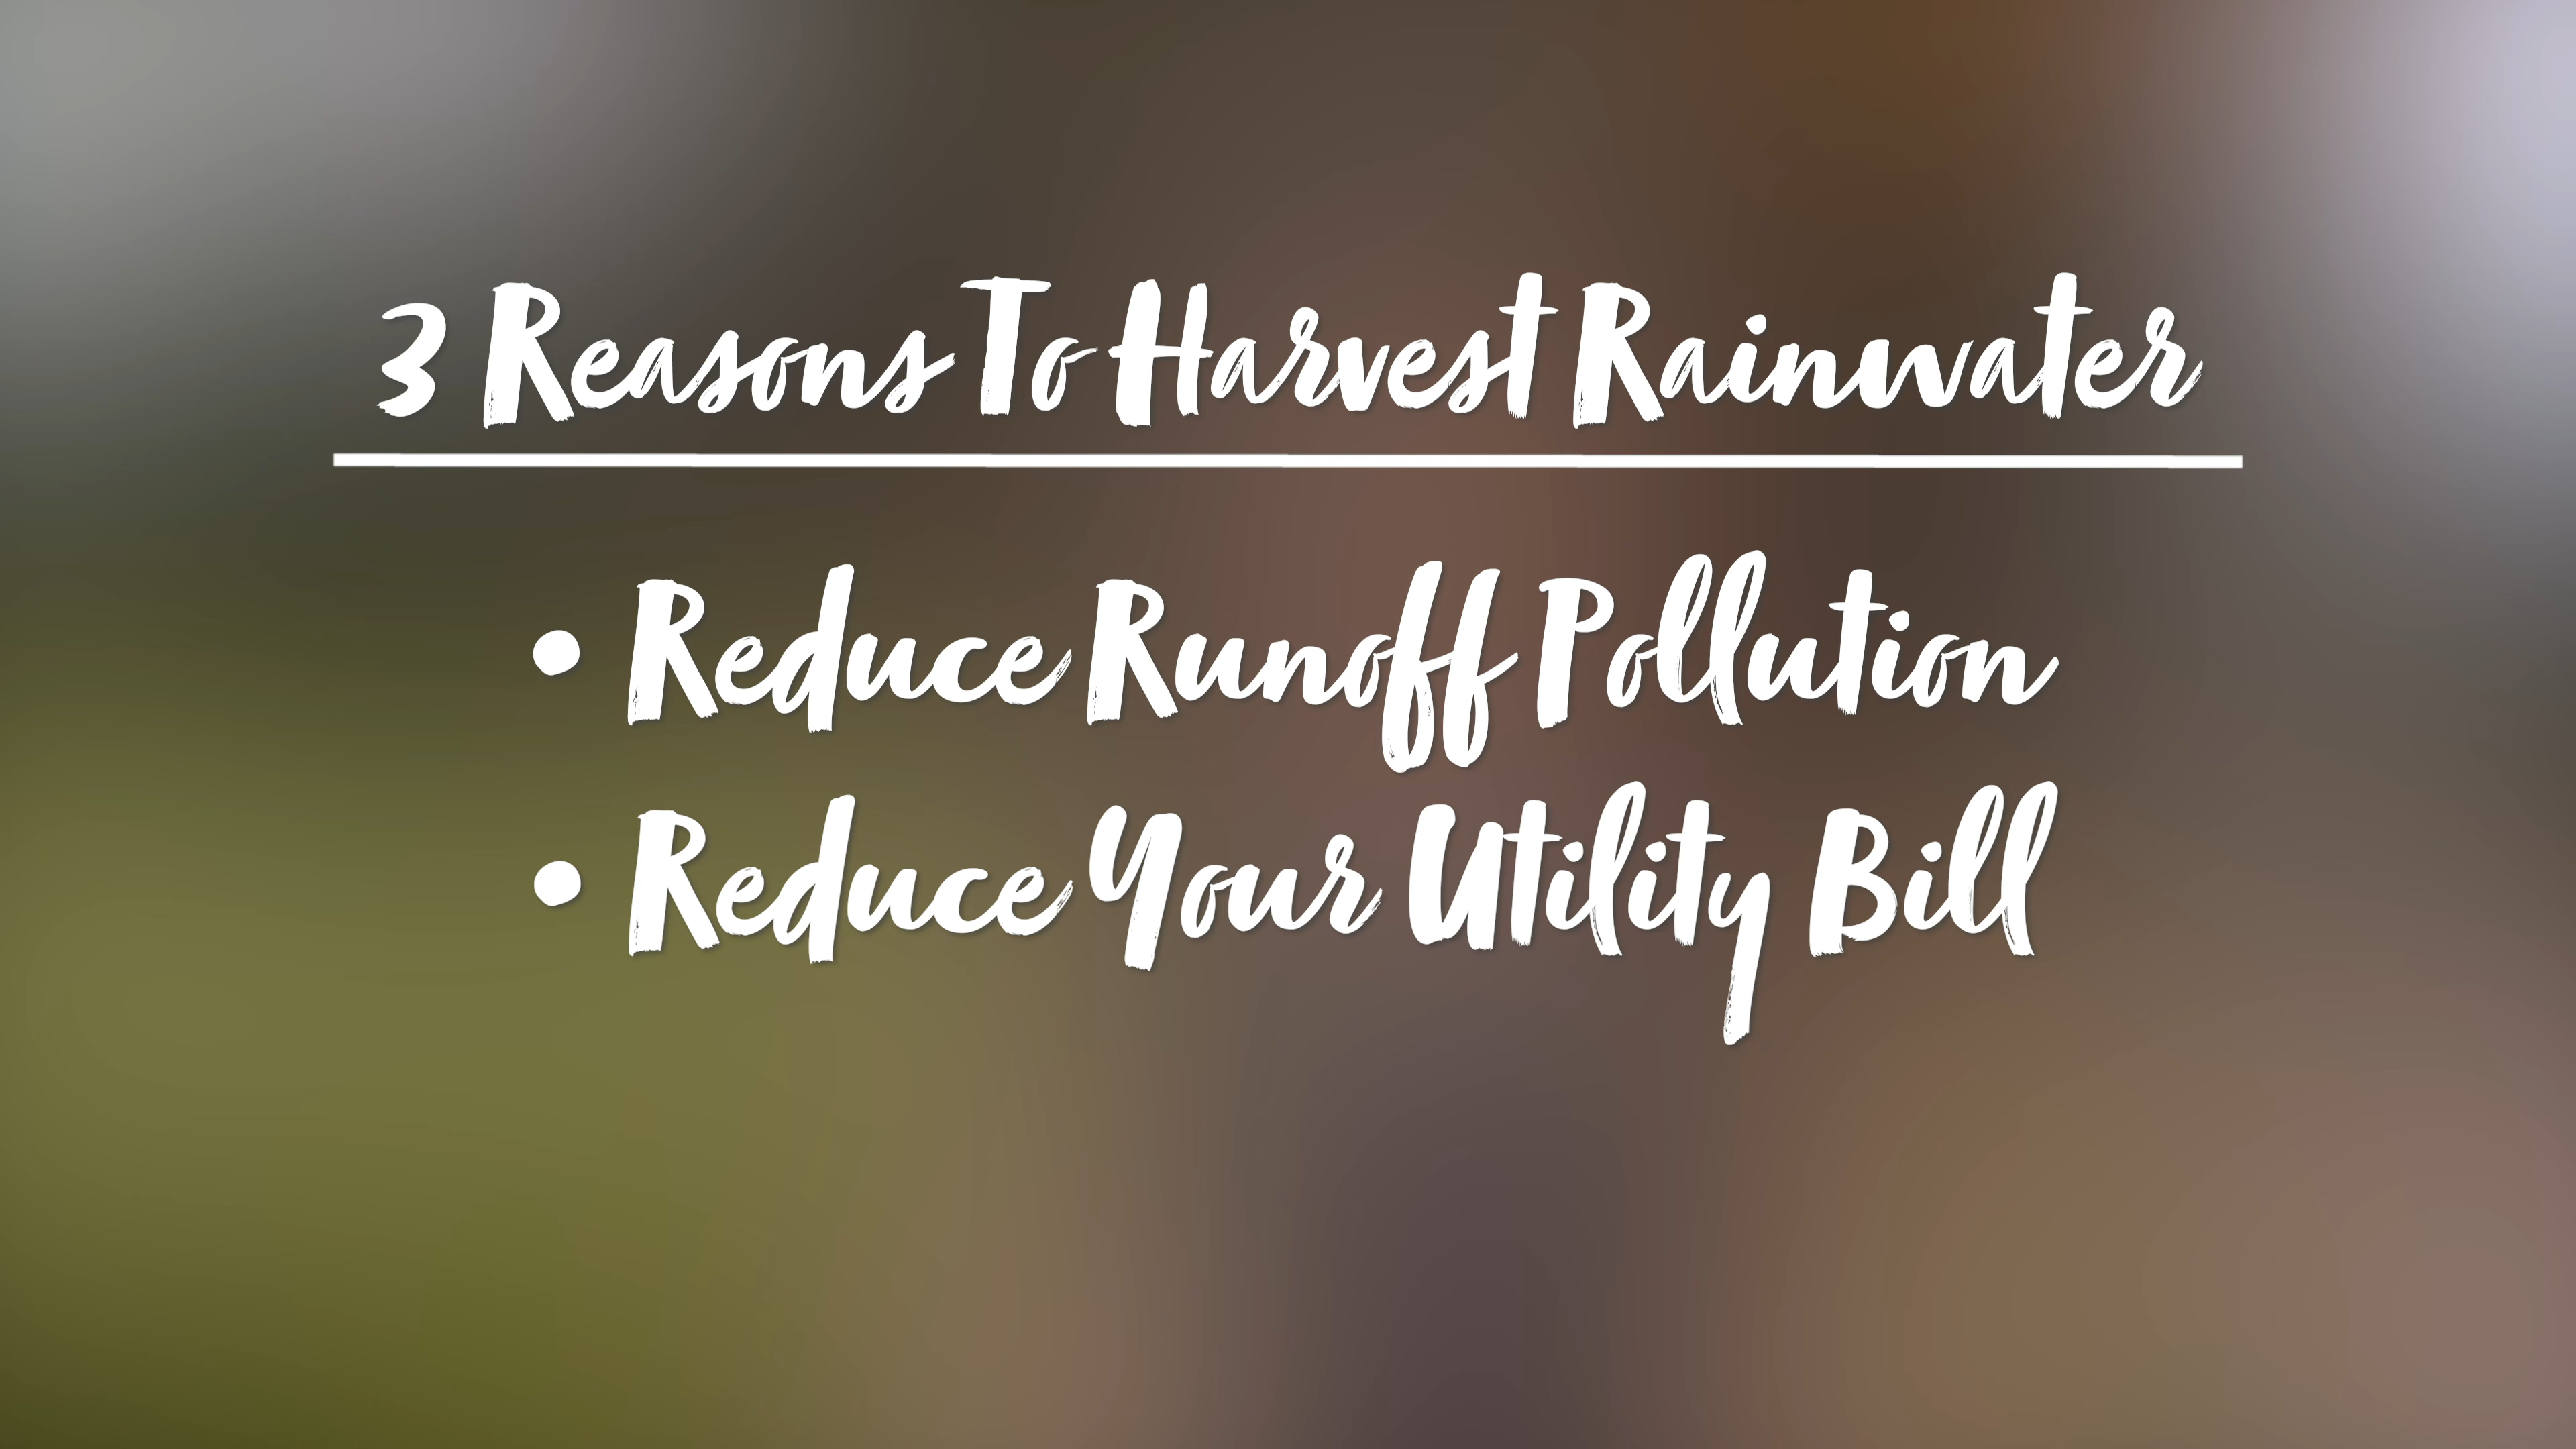 3 Reasons To Harvest Rainwater
• Reduce Runoff Pollution
• Reduce Your Utility Bill